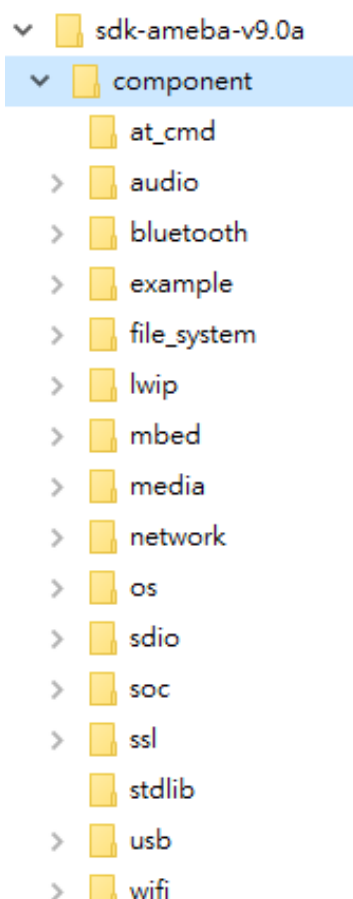 sdk-ameba-v9.0a
component
at_cmd
audio
bluetooth
example
file_system
lwip
mbed
media
network
os
sdio
soc
ssl
stdlib
usb
wifi